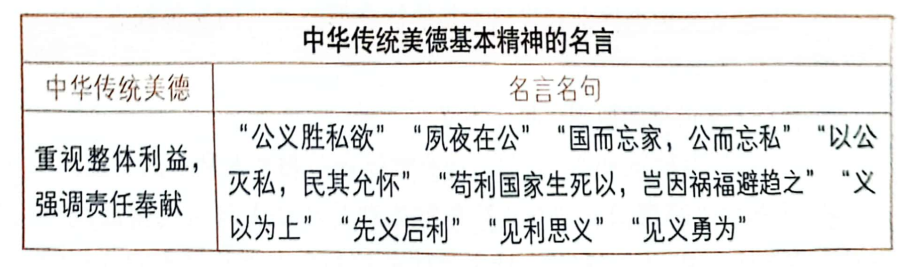 中华传统美德基本精神的名言
中华传统美德 名言名句
重视整体利益，
强调责任奉献
“公义胜私欲” “夙夜在公” “国而忘家，公而忘私” “以公
灭私，民其允怀” “苟利国家生死以，岂因祸福避趋之” “义
以为上” “先义后利” “见利思义” “见义勇为”